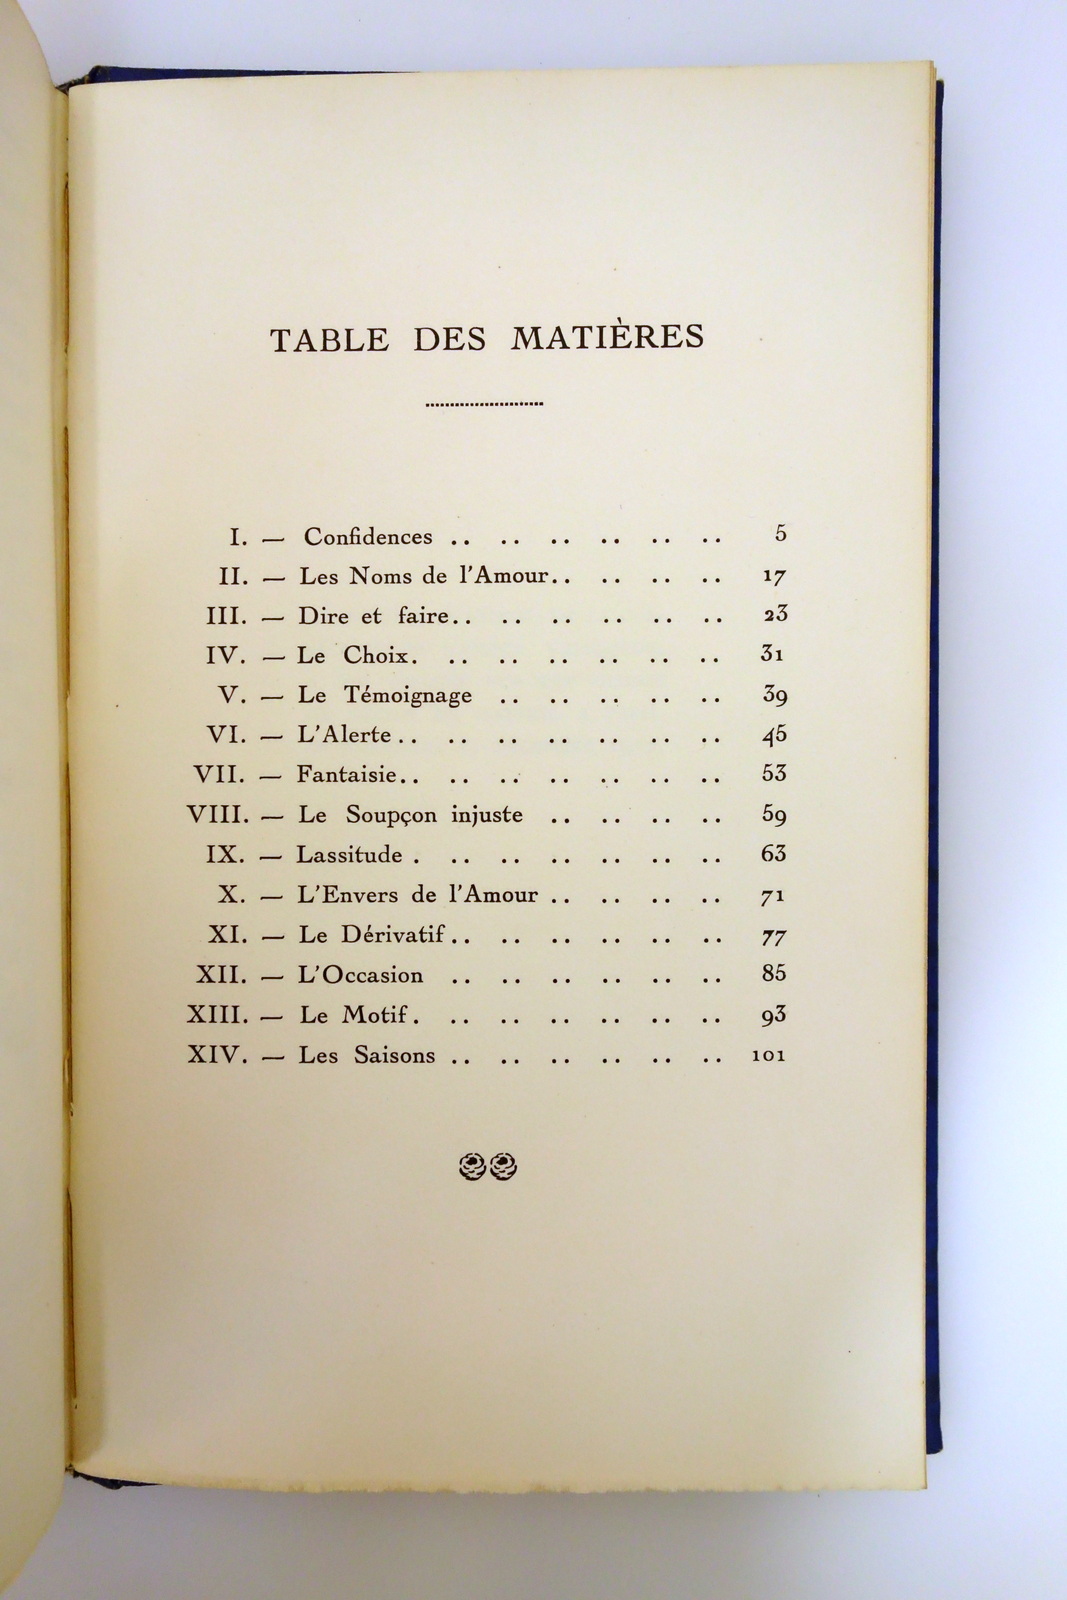 TABLE DES MATIÈRES
I. — Confidences .. .. .. .. .. .. 5
II. — Les Noms de l'Amour.. .. .. .. 17
III. — Dire et faire.. .. .. .. .. .. 23
IV. — Le Choix. .. .. .. .. .. .. 31
V. — Le Témoignage .. .. .. .. .. 39
VI. — L'Alerte .. .. .. .. .. .. .. 45
VII. — Fantaisie.. .. .. .. .. .. .. 53
VIII. — Le Soupçon injuste .. .. .. .. 59
IX. — Lassitude . .. .. .. .. .. .. 63
X. — L'Envers de l'Amour .. .. .. .. 71
XI. — Le Dérivatif.. .. .. .. .. .. 77
XII. — L'Occasion .. .. .. .. .. .. 85
XIII. — Le Motif. .. .. .. .. .. .. 93
XIV. — Les Saisons .. .. .. .. .. .. 101